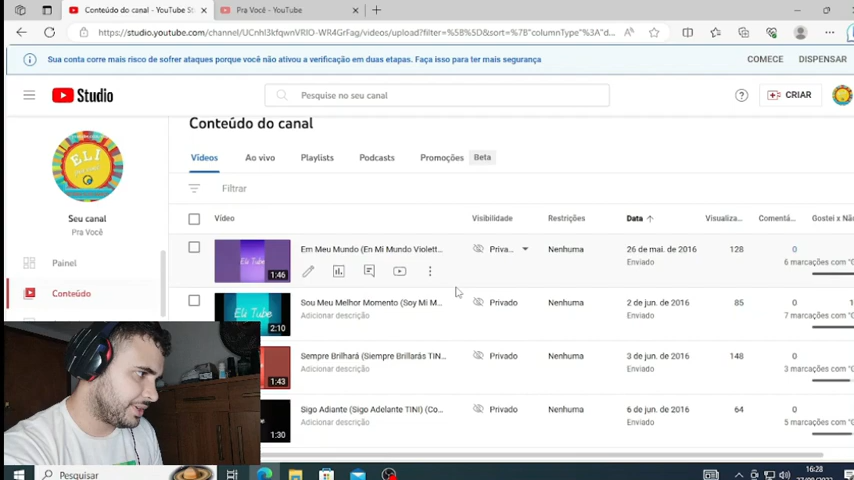 Conteúdo do canal - YouTube St
Pra Você - YouTube
https://studio.youtube.com/channel/UCnhl3kfqwnVRIO-WR4GrFag/videos/upload?filter=%5B%5D&sort=%7B"columnType"%3A"d...
Sua conta corre mais risco de sofrer ataques porque você não ativou a verificação em duas etapas. Faça isso para ter mais segurança
COMECE
DISPENSAR
Studio
Pesquise no seu canal
CRIAR
Conteúdo do canal
ELI
Seu canal
Pra Você
Painel
Conteúdo
Vídeos
Ao vivo
Playlists
Podcasts
Promoções
Beta
Filtrar
Vídeo
Visibilidade
Restrições
Data
Visualiza...
Comentá...
Gostei x Não
1:46
Em Meu Mundo (En Mi Mundo Violett...
Priva...
Nenhuma
26 de mai. de 2016
Enviado
128
0
6 marcações com "G
Eli Tube
2:10
Sou Meu Melhor Momento (Soy Mi M...
Adicionar descrição
Privado
Nenhuma
2 de jun. de 2016
Enviado
85
0
7 marcações com "G
1:43
Sempre Brilhará (Siempre Brillarás TIN...
Adicionar descrição
Privado
Nenhuma
3 de jun. de 2016
Enviado
148
0
3 marcações com "G
1:30
Sigo Adiante (Sigo Adelante TINI) (Co...
Adicionar descrição
Privado
Nenhuma
6 de jun. de 2016
Enviado
64
0
5 marcações com "G
Pesquisar
16:28